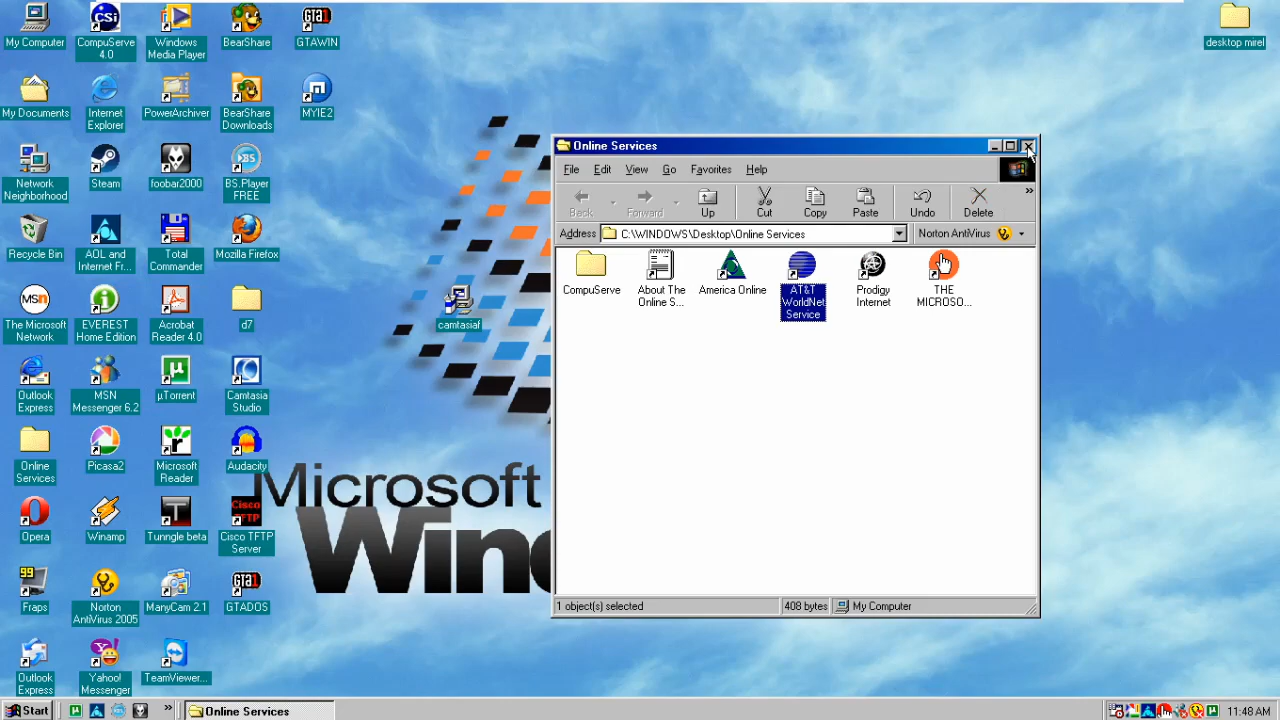 My Computer
CompuServe
4.0
Windows
Media Player
BearShare
GTA1
GTAWIN
desktop mirel
My Documents
Internet
Explorer
PowerArchiver
BearShare
Downloads
MYIE2
Network
Neighborhood
Steam
foobar2000
BS.Player
FREE
Recycle Bin
AOL and
Internet Fr...
Total
Commander
Mozilla Firefox
msn
The Microsoft
Network
EVEREST
Home Edition
Acrobat
Reader 4.0
d7
camtasiaf
Outlook
Express
MSN
Messenger 6.2
µTorrent
Camtasia
Studio
Online
Services
Picasa2
Microsoft
Reader
Audacity
Opera
Winamp
Tunngle beta
Cisco
TFTP
Cisco TFTP
Server
99
Fraps
Norton
AntiVirus 2005
ManyCam 2.1
GTA1
GTADOS
Outlook
Express
Yahoo!
Messenger
TeamViewer...
Microsoft
Wind
Online Services
File Edit View Go Favorites Help
Back Forward Up Cut Copy Paste Undo Delete »
Address C:\WINDOWS\Desktop\Online Services Norton AntiVirus
CompuServe
About The
Online S...
America Online
AT&T
WorldNet
Service
Prodigy
Internet
THE
MICROSO...
1 object(s) selected 408 bytes My Computer
Start » Online Services 11:48 AM